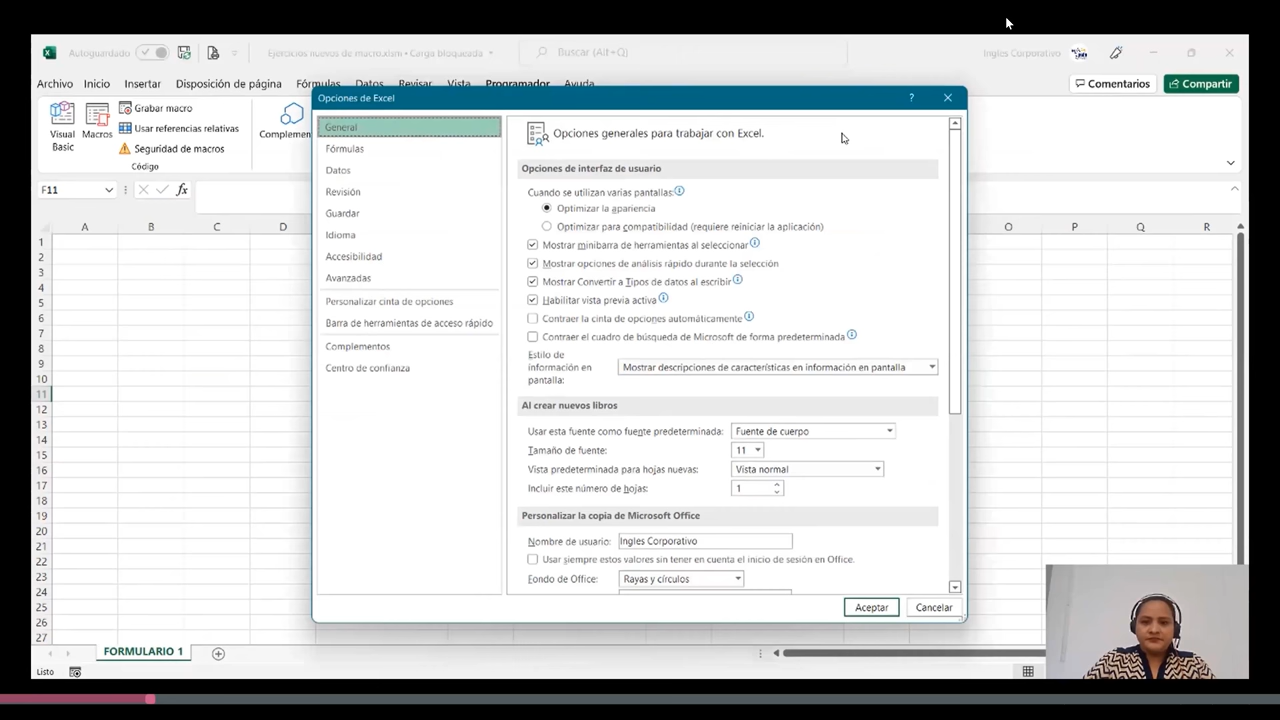 Autoguardado
Ejercicios nuevos de macro.xlsm • Carga bloqueada
Buscar (Alt+Q)
Ingles Corporativo
Archivo Inicio Insertar Disposición de página Fórmulas Datos Revisar Vista Programador Ayuda
Comentarios Compartir
Visual Basic
Macros
Grabar macro
Usar referencias relativas
Seguridad de macros
Código
Complemen
F11
fx
Opciones de Excel
General
Fórmulas
Datos
Revisión
Guardar
Idioma
Accesibilidad
Avanzadas
Personalizar cinta de opciones
Barra de herramientas de acceso rápido
Complementos
Centro de confianza
Opciones generales para trabajar con Excel.
Opciones de interfaz de usuario
Cuando se utilizan varias pantallas:
Optimizar la apariencia
Optimizar para compatibilidad (requiere reiniciar la aplicación)
Mostrar minibarra de herramientas al seleccionar
Mostrar opciones de análisis rápido durante la selección
Mostrar Convertir a Tipos de datos al escribir
Habilitar vista previa activa
Contraer la cinta de opciones automáticamente
Contraer el cuadro de búsqueda de Microsoft de forma predeterminada
Estilo de información en pantalla: Mostrar descripciones de características en información en pantalla
Al crear nuevos libros
Usar esta fuente como fuente predeterminada: Fuente de cuerpo
Tamaño de fuente: 11
Vista predeterminada para hojas nuevas: Vista normal
Incluir este número de hojas: 1
Personalizar la copia de Microsoft Office
Nombre de usuario: Ingles Corporativo
Usar siempre estos valores sin tener en cuenta el inicio de sesión en Office.
Fondo de Office: Rayas y círculos
Aceptar Cancelar
A B C D O P Q R
1
2
3
4
5
6
7
8
9
10
11
12
13
14
15
16
17
18
19
20
21
22
23
24
25
26
27
FORMULARIO 1
Listo